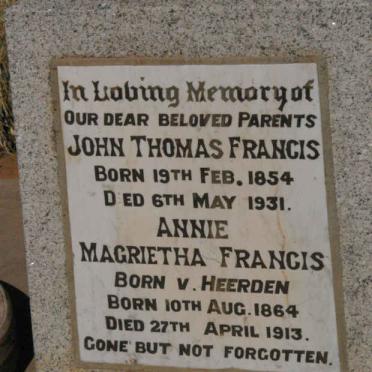 In Loving Memory of
OUR DEAR BELOVED PARENTS
JOHN THOMAS FRANCIS
BORN 19TH FEB. 1854
DIED 6TH MAY 1931.
ANNIE
MAGRIETHA FRANCIS
BORN V. HEERDEN
BORN 10TH AUG. 1864
DIED 27TH APRIL 1913.
GONE BUT NOT FORGOTTEN.